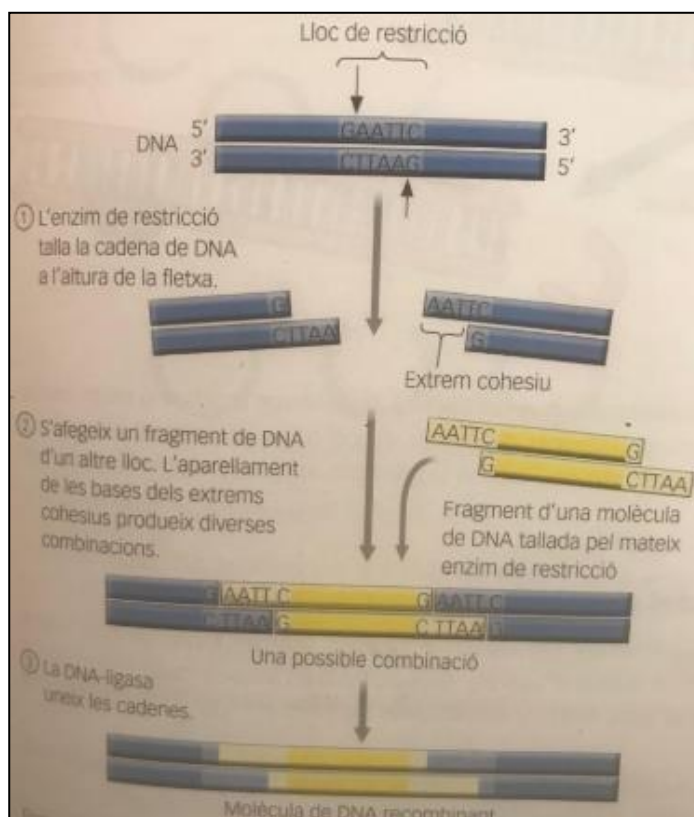 Lloc de restricció
5' GAATTC 3'
DNA
3' CTTAAG 5'
① L'enzim de restricció
talla la cadena de DNA
a l'altura de la fletxa.
G AATTC
CTTAA G
Extrem cohesiu
② S'afegeix un fragment de DNA
d'un altre lloc. L'aparellament
de les bases dels extrems
cohesius produeix diverses
combinacions.
AATTC G
G CTTAA
Fragment d'una molècula
de DNA tallada pel mateix
enzim de restricció
G AATTC G AATTC
CTTAA G CTTAA G
Una possible combinació
③ La DNA-ligasa
uneix les cadenes.
Molècula de DNA recombinant